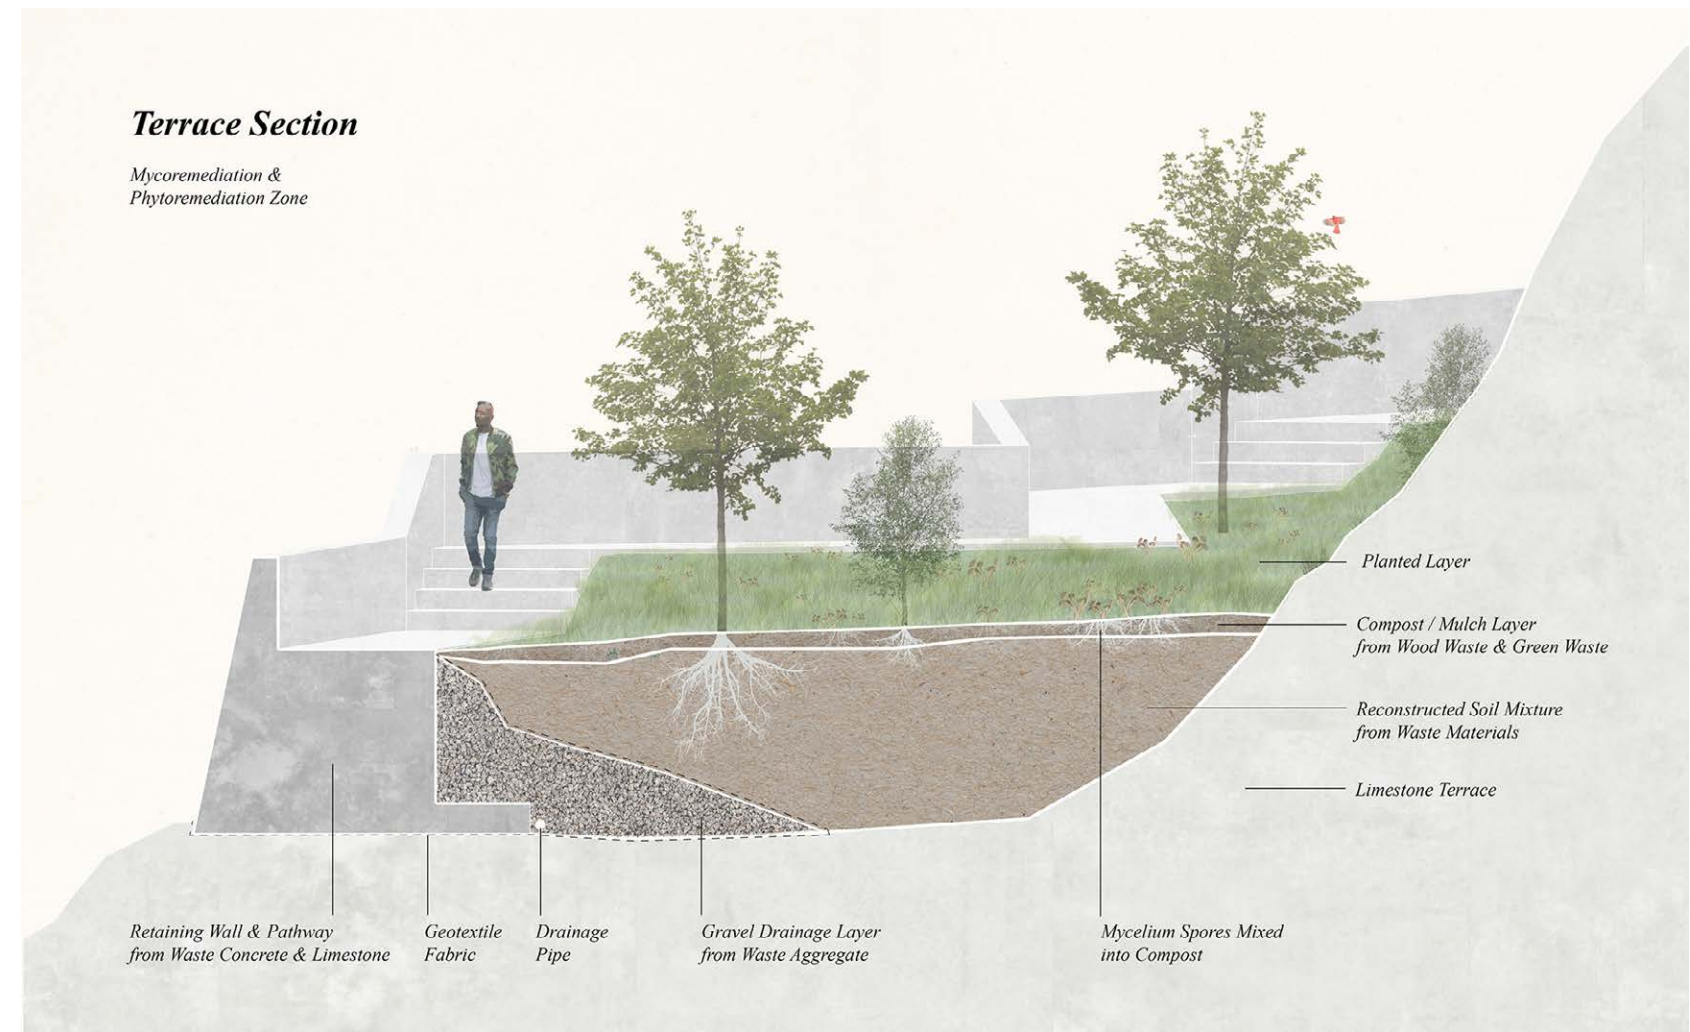 Terrace Section
Mycoremediation &
Phytoremediation Zone
Planted Layer
Compost / Mulch Layer
from Wood Waste & Green Waste
Reconstructed Soil Mixture
from Waste Materials
Limestone Terrace
Retaining Wall & Pathway
from Waste Concrete & Limestone
Geotextile
Fabric
Drainage
Pipe
Gravel Drainage Layer
from Waste Aggregate
Mycelium Spores Mixed
into Compost